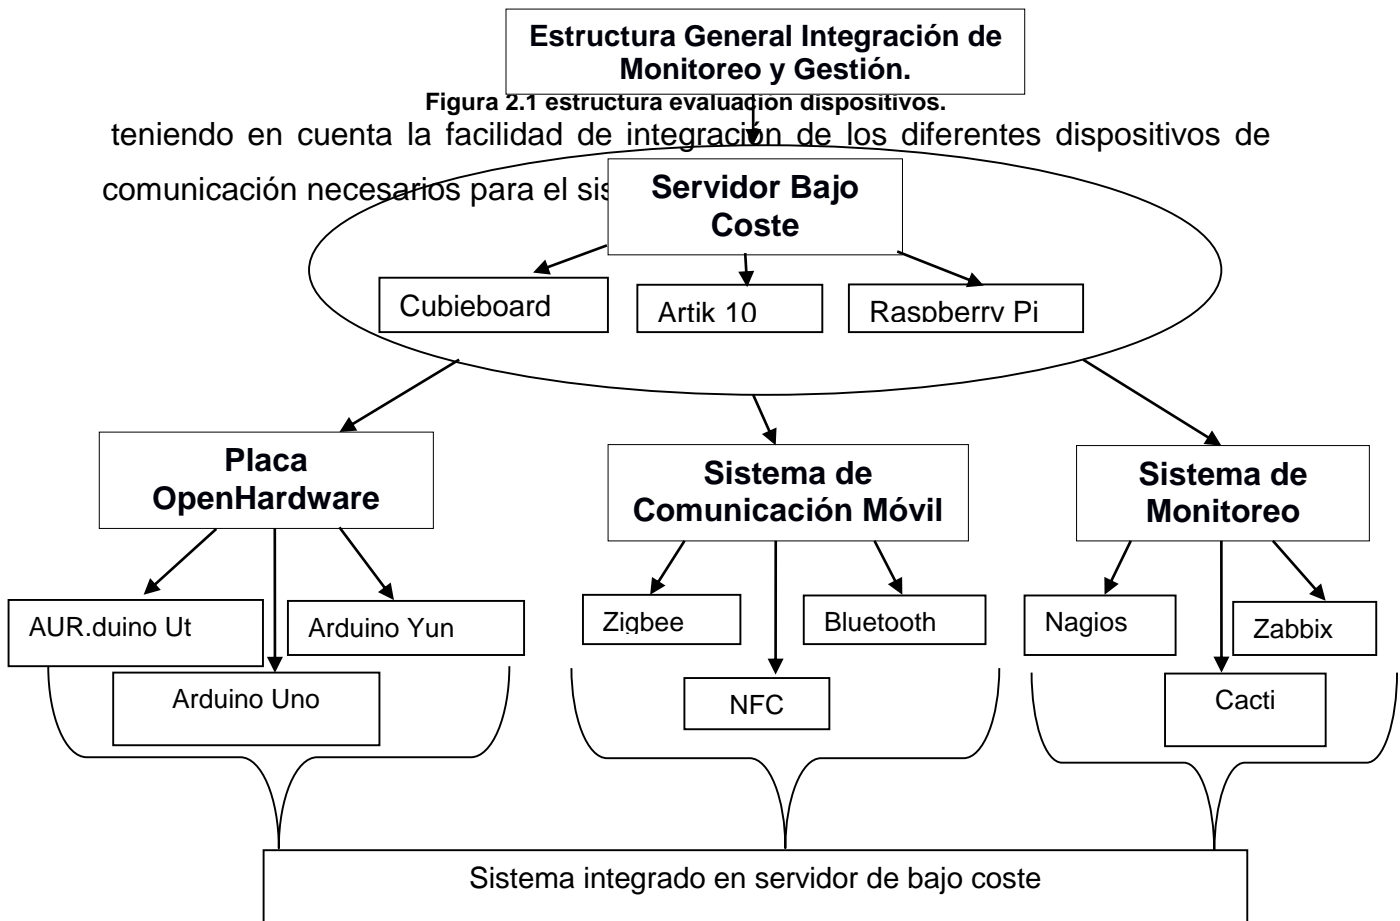 Estructura General Integración de
Monitoreo y Gestión.
Figura 2.1 estructura evaluación dispositivos.
teniendo en cuenta la facilidad de integración de los diferentes dispositivos de
comunicación necesarios para el sis
Servidor Bajo
Coste
Cubieboard
Artik 10
Raspberry Pi
Placa
OpenHardware
Sistema de
Comunicación Móvil
Sistema de
Monitoreo
AUR.duino Ut
Arduino Yun
Zigbee
Bluetooth
Nagios
Zabbix
Arduino Uno
NFC
Cacti
Sistema integrado en servidor de bajo coste